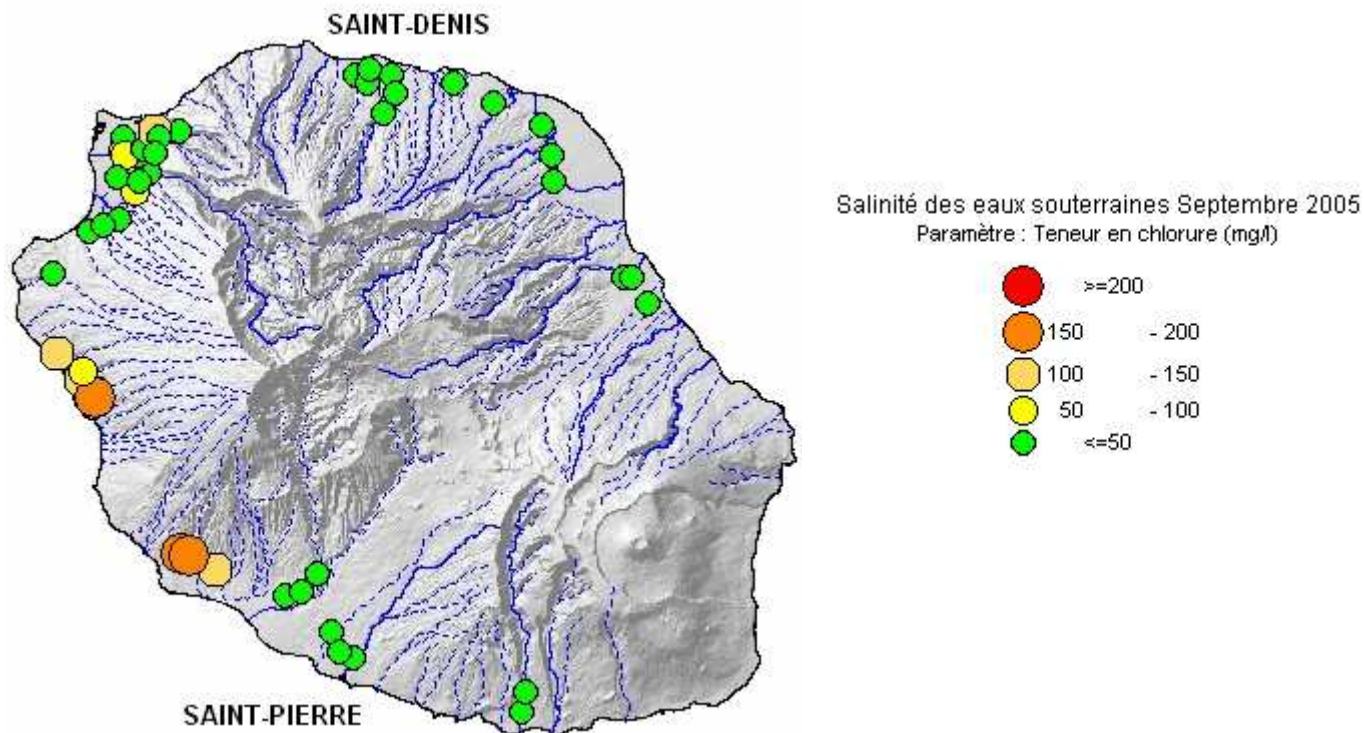 SAINT-DENIS
Salinité des eaux souterraines Septembre 2005
Paramètre : Teneur en chlorure (mg/l)
>=200
150 - 200
100 - 150
50 - 100
<=50
SAINT-PIERRE